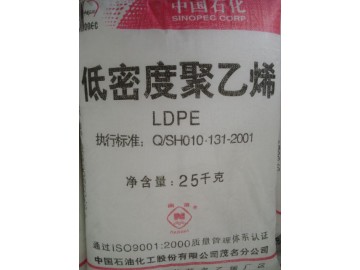 中国石化
SINOPEC CORP
低密度聚乙烯
LDPE
执行标准: Q/SH010·131-2001
净含量: 25千克
通过ISO9001:2000质量管理体系认证
中国石油化工股份有限公司茂名分公司